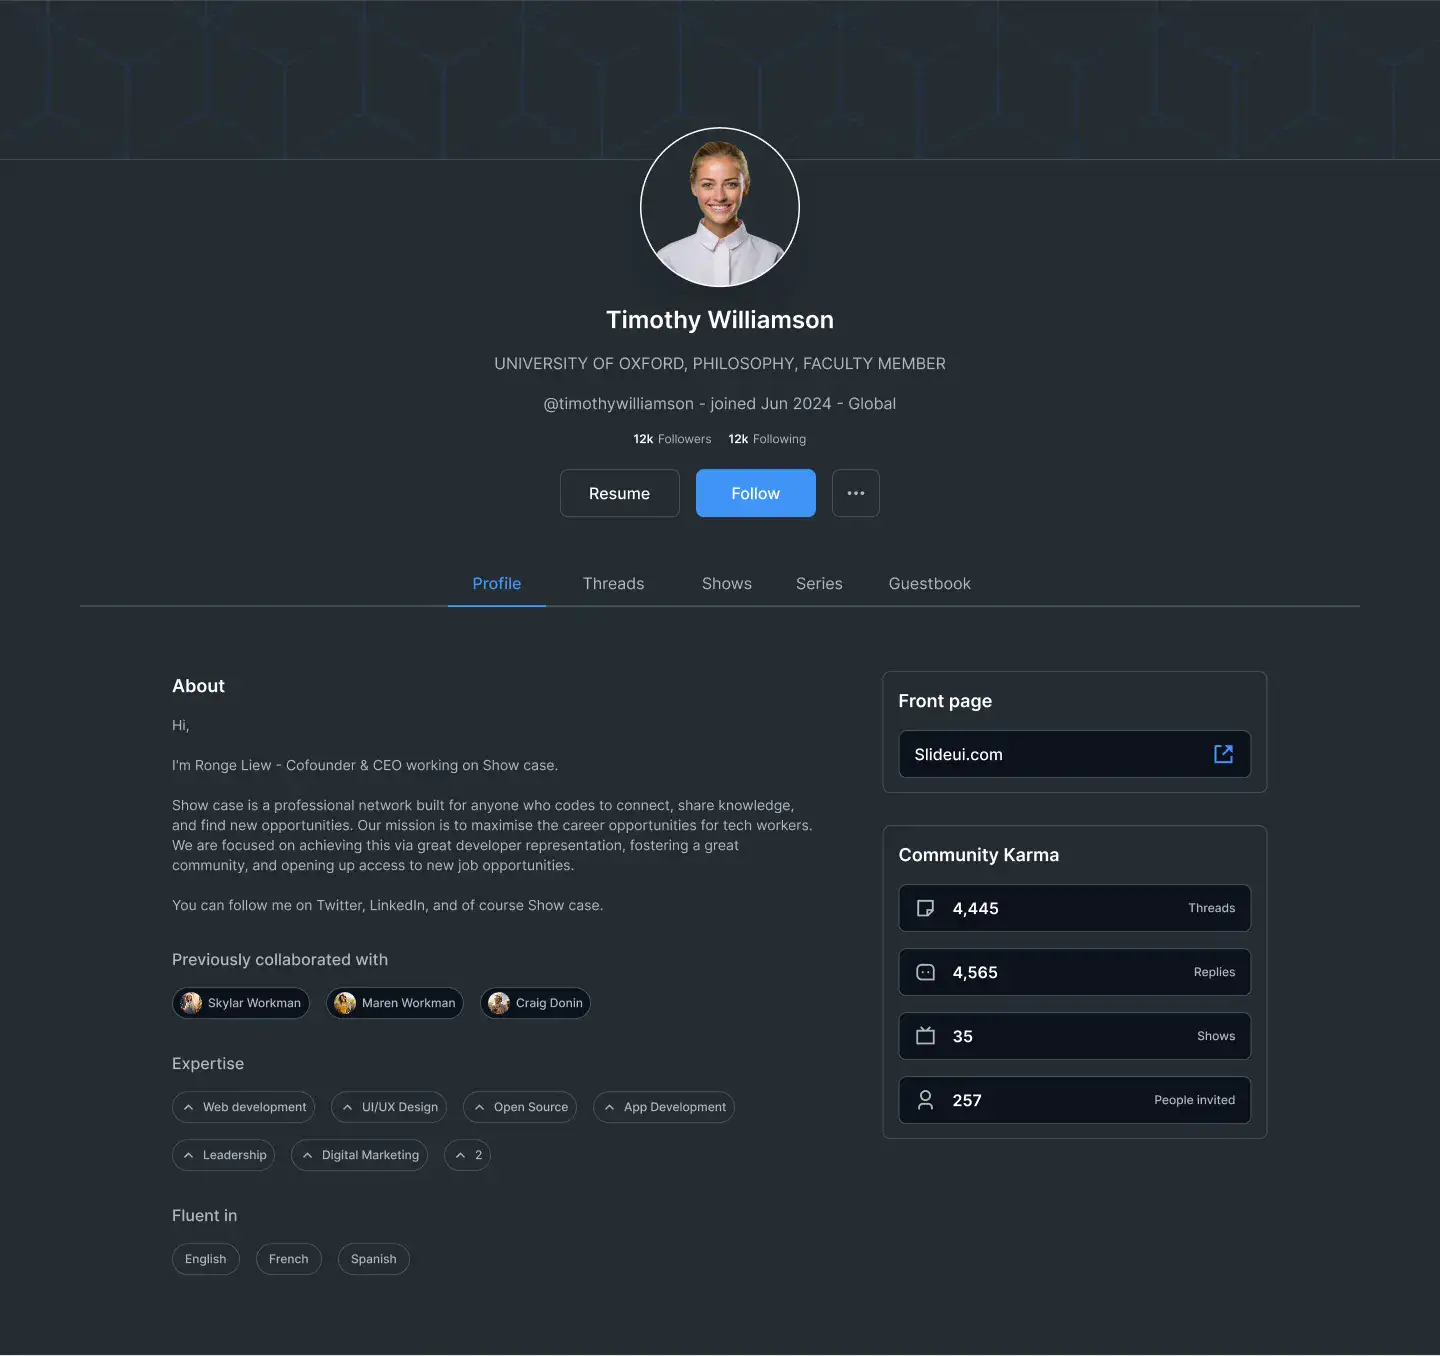 Timothy Williamson
UNIVERSITY OF OXFORD, PHILOSOPHY, FACULTY MEMBER
@timothywilliamson - joined Jun 2024 - Global
12k Followers 12k Following
Resume Follow
Profile Threads Shows Series Guestbook
About
Hi,
I'm Ronge Liew - Cofounder & CEO working on Show case.
Show case is a professional network built for anyone who codes to connect, share knowledge,
and find new opportunities. Our mission is to maximise the career opportunities for tech workers.
We are focused on achieving this via great developer representation, fostering a great
community, and opening up access to new job opportunities.
You can follow me on Twitter, LinkedIn, and of course Show case.
Previously collaborated with
Skylar Workman Maren Workman Craig Donin
Expertise
Web development UI/UX Design Open Source App Development
Leadership Digital Marketing 2
Fluent in
English French Spanish
Front page
Slideui.com
Community Karma
4,445 Threads
4,565 Replies
35 Shows
257 People invited